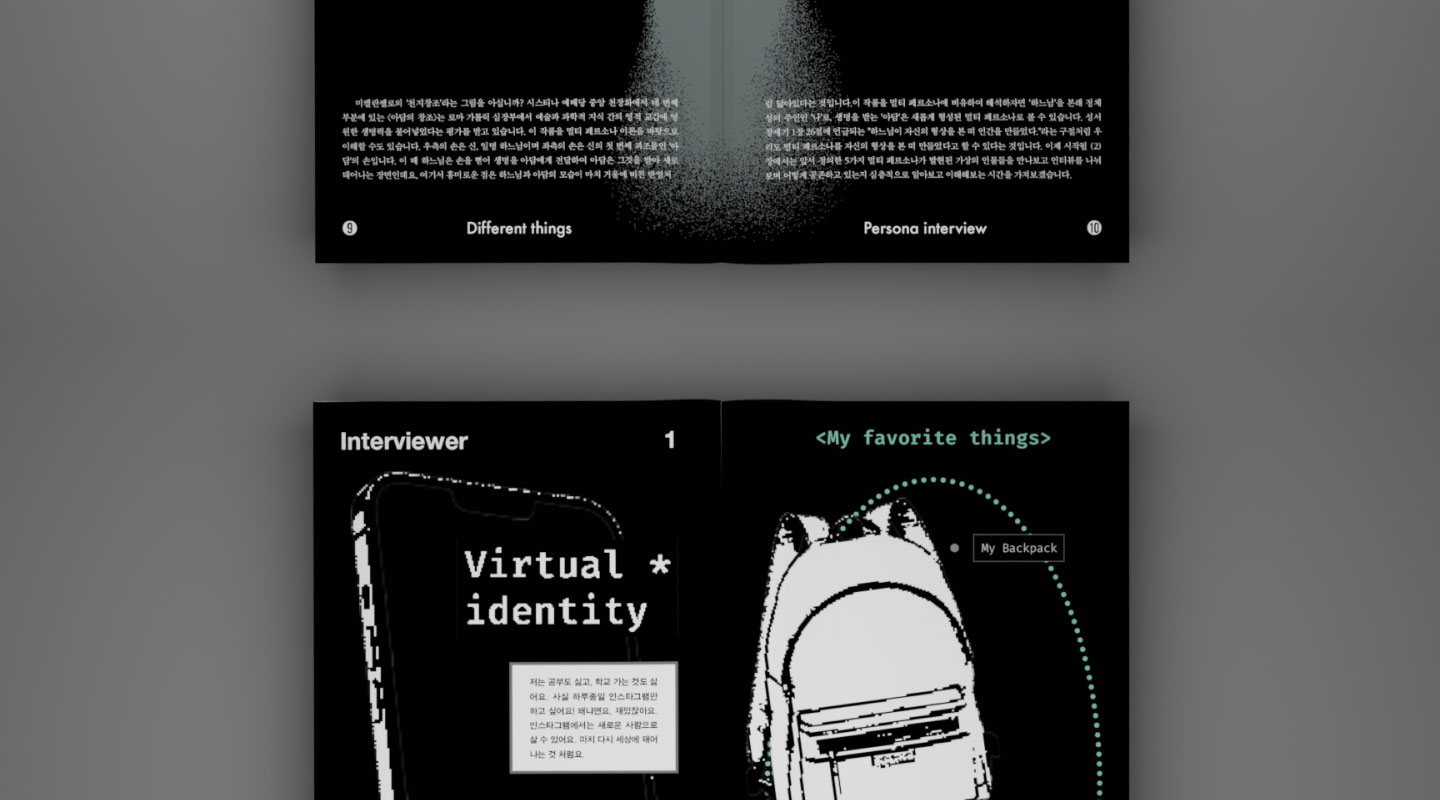 미켈란젤로의 '천지창조'라는 그림을 아십니까? 시스티나 예배당 중앙 천장화에서 네 번째
부분에 있는 <아담의 창조>는 로마 가톨릭 심장부에서 예술과 과학적 지식 간의 영적 교감에 영
원한 생명력을 불어넣었다는 평가를 받고 있습니다. 이 작품을 멀티 페르소나 이론을 바탕으로
이해할 수도 있습니다. 우측의 손은 신, 일명 하느님이며 좌측의 손은 신의 첫 번째 피조물인 '아
담'의 손입니다. 이 때 하느님은 손을 뻗어 생명을 아담에게 전달하여 아담은 그것을 받아 새로
태어나는 장면인데요, 여기서 흥미로운 점은 하느님과 아담의 모습이 마치 거울에 비친 반영처
럼 닮아있다는 것입니다.이 작품을 멀티 페르소나에 비유하여 해석하자면 '하느님'을 본래 정체
성의 주인인 '나'로, 생명을 받는 '아담'은 새롭게 형성된 멀티 페르소나로 볼 수 있습니다. 성서
창세기 1장 26절에 언급되는 "하느님이 자신의 형상을 본 떠 인간을 만들었다."라는 구절처럼 우
리도 멀티 페르소나를 자신의 형상을 본 떠 만들었다고 할 수 있다는 것입니다. 이제 시작될 (2)
장에서는 앞서 정의한 5가지 멀티 페르소나가 발현된 가상의 인물들을 만나보고 인터뷰를 나눠
보며 어떻게 공존하고 있는지 심층적으로 알아보고 이해해보는 시간을 가져보겠습니다.
9 Different things
Persona interview 10
Interviewer 1
Virtual *
identity
저는 공부도 싫고, 학교 가는 것도 싫
어요. 사실 하루종일 인스타그램만
하고 싶어요! 왜냐면요, 재밌잖아요.
인스타그램에서는 새로운 사람으로
살 수 있어요. 마치 다시 세상에 태어
나는 것 처럼요.
<My favorite things>
My Backpack